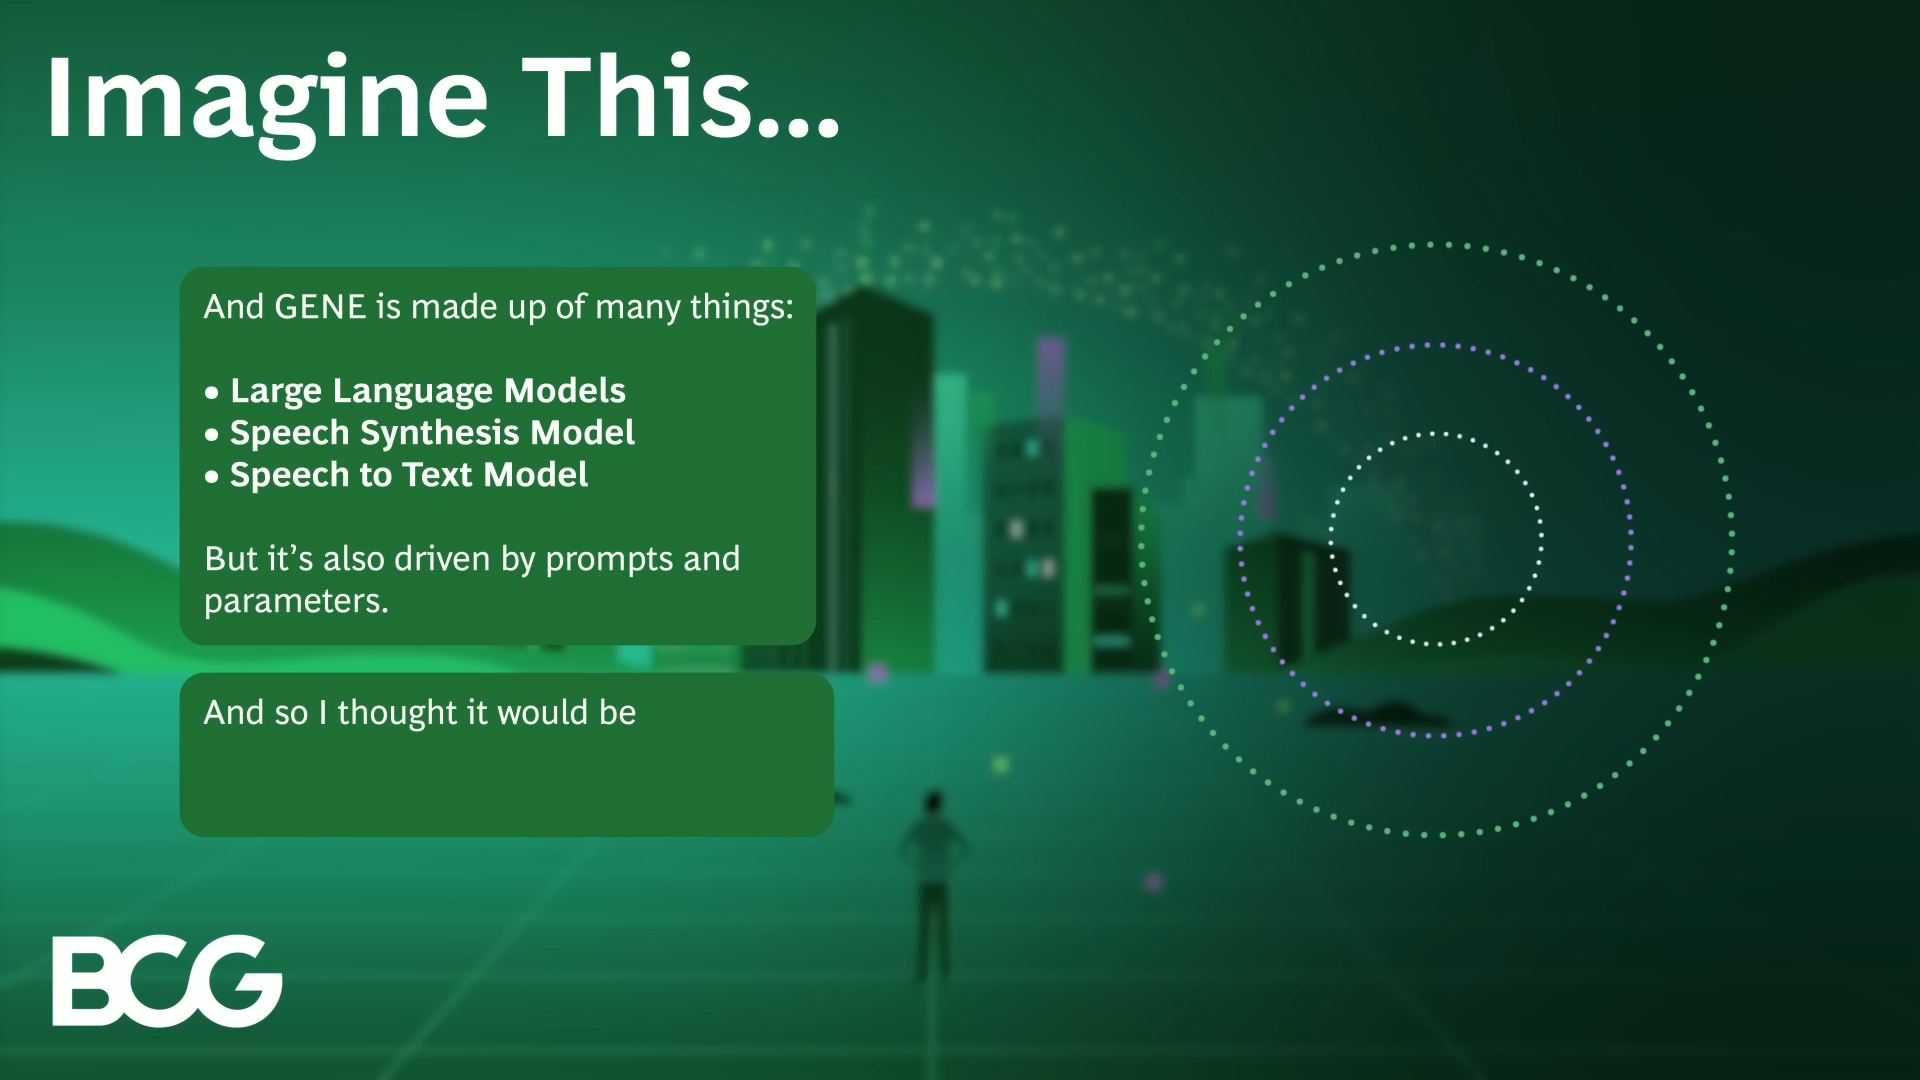 Imagine This...
And GENE is made up of many things:
• Large Language Models
• Speech Synthesis Model
• Speech to Text Model
But it’s also driven by prompts and
parameters.
And so I thought it would be
BCG